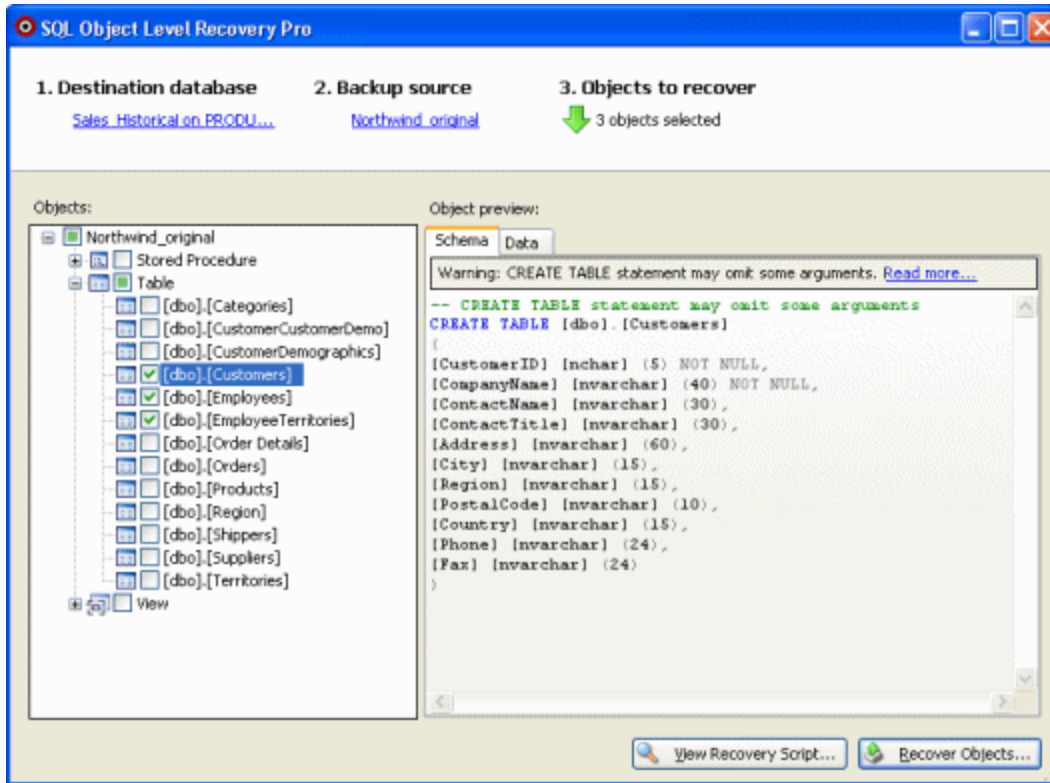 SQL Object Level Recovery Pro
1. Destination database 2. Backup source 3. Objects to recover
Sales_Historical on PRODU... Northwind_original 3 objects selected
Objects:
Northwind_original
Stored Procedure
Table
[dbo].[Categories]
[dbo].[CustomerCustomerDemo]
[dbo].[CustomerDemographics]
[dbo].[Customers]
[dbo].[Employees]
[dbo].[EmployeeTerritories]
[dbo].[Order Details]
[dbo].[Orders]
[dbo].[Products]
[dbo].[Region]
[dbo].[Shippers]
[dbo].[Suppliers]
[dbo].[Territories]
View
Object preview:
Schema Data
Warning: CREATE TABLE statement may omit some arguments. Read more...
-- CREATE TABLE statement may omit some arguments
CREATE TABLE [dbo].[Customers]
(
[CustomerID] [nchar] (5) NOT NULL,
[CompanyName] [nvarchar] (40) NOT NULL,
[ContactName] [nvarchar] (30),
[ContactTitle] [nvarchar] (30),
[Address] [nvarchar] (60),
[City] [nvarchar] (15),
[Region] [nvarchar] (15),
[PostalCode] [nvarchar] (10),
[Country] [nvarchar] (15),
[Phone] [nvarchar] (24),
[Fax] [nvarchar] (24)
)
View Recovery Script... Recover Objects...